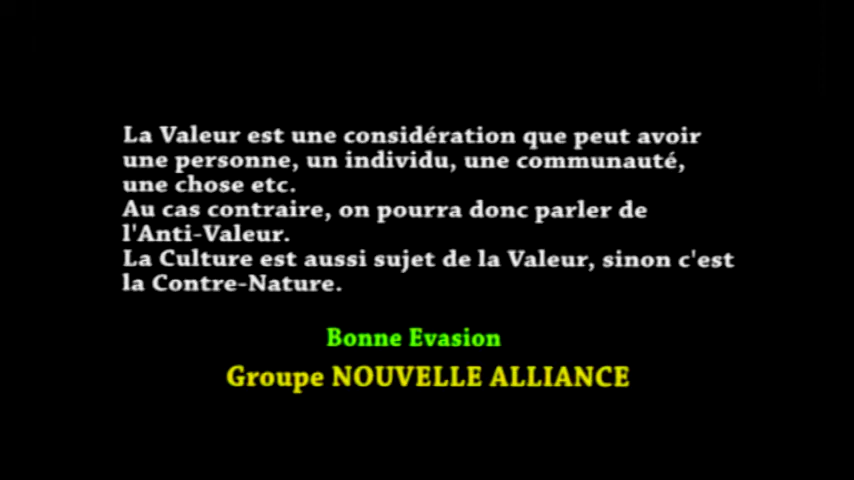 La Valeur est une considération que peut avoir
une personne, un individu, une communauté,
une chose etc.
Au cas contraire, on pourra donc parler de
l'Anti-Valeur.
La Culture est aussi sujet de la Valeur, sinon c'est
la Contre-Nature.
Bonne Evasion
Groupe NOUVELLE ALLIANCE